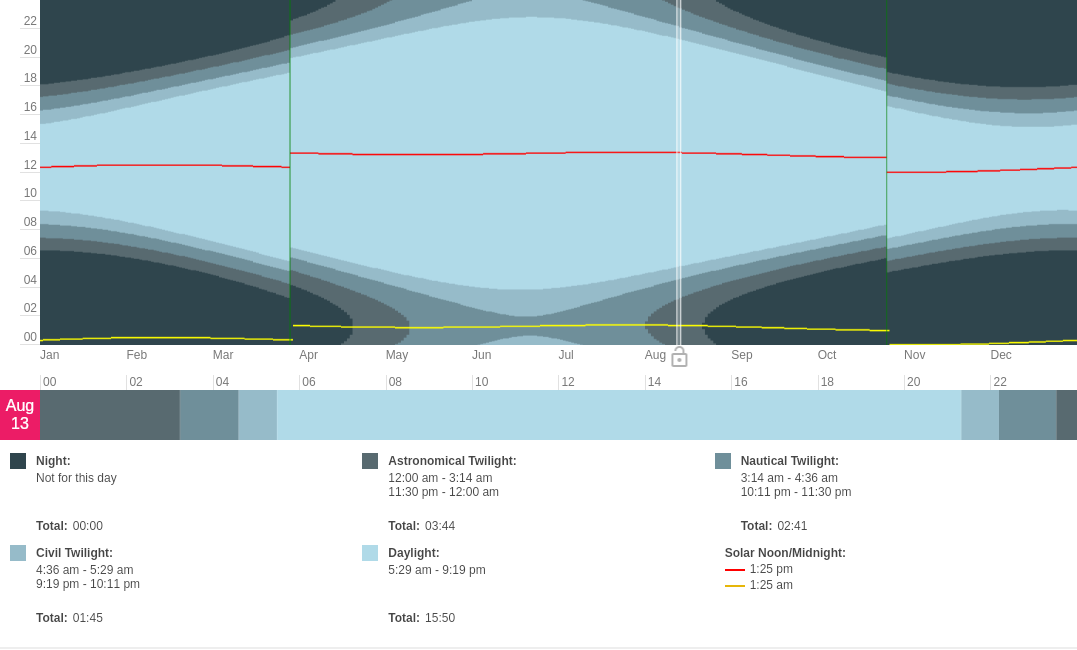 22
20
18
16
14
12
10
08
06
04
02
00
Jan Feb Mar Apr May Jun Jul Aug Sep Oct Nov Dec
00 02 04 06 08 10 12 14 16 18 20 22
Aug
13
Night:
Not for this day
Total: 00:00
Astronomical Twilight:
12:00 am - 3:14 am
11:30 pm - 12:00 am
Total: 03:44
Nautical Twilight:
3:14 am - 4:36 am
10:11 pm - 11:30 pm
Total: 02:41
Civil Twilight:
4:36 am - 5:29 am
9:19 pm - 10:11 pm
Total: 01:45
Daylight:
5:29 am - 9:19 pm
Total: 15:50
Solar Noon/Midnight:
1:25 pm
1:25 am